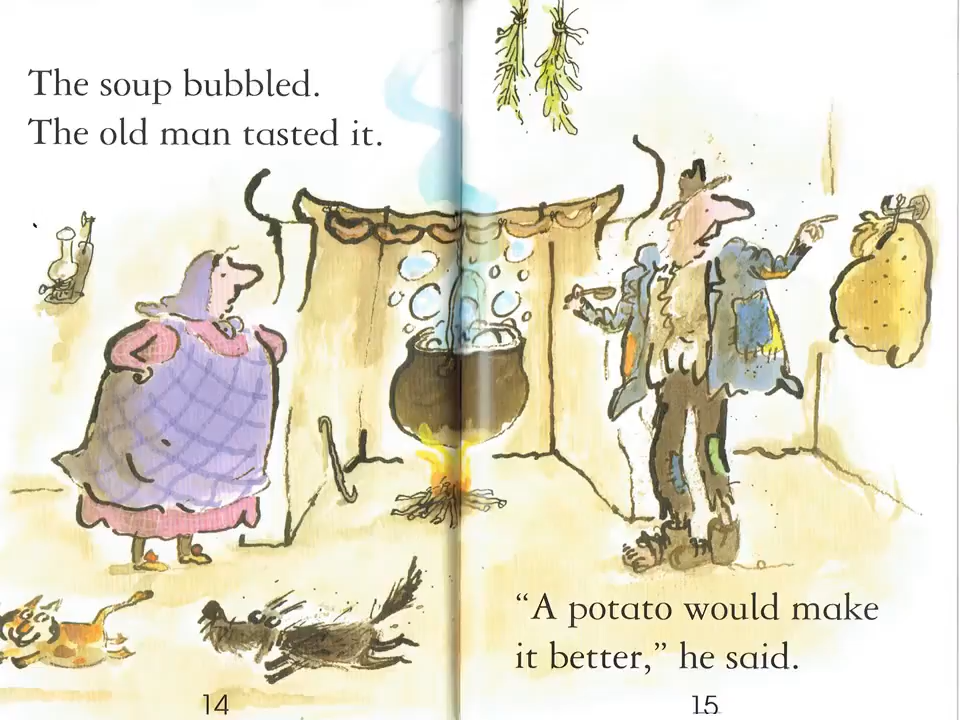 The soup bubbled.
The old man tasted it.
“A potato would make
it better,” he said.
14
15